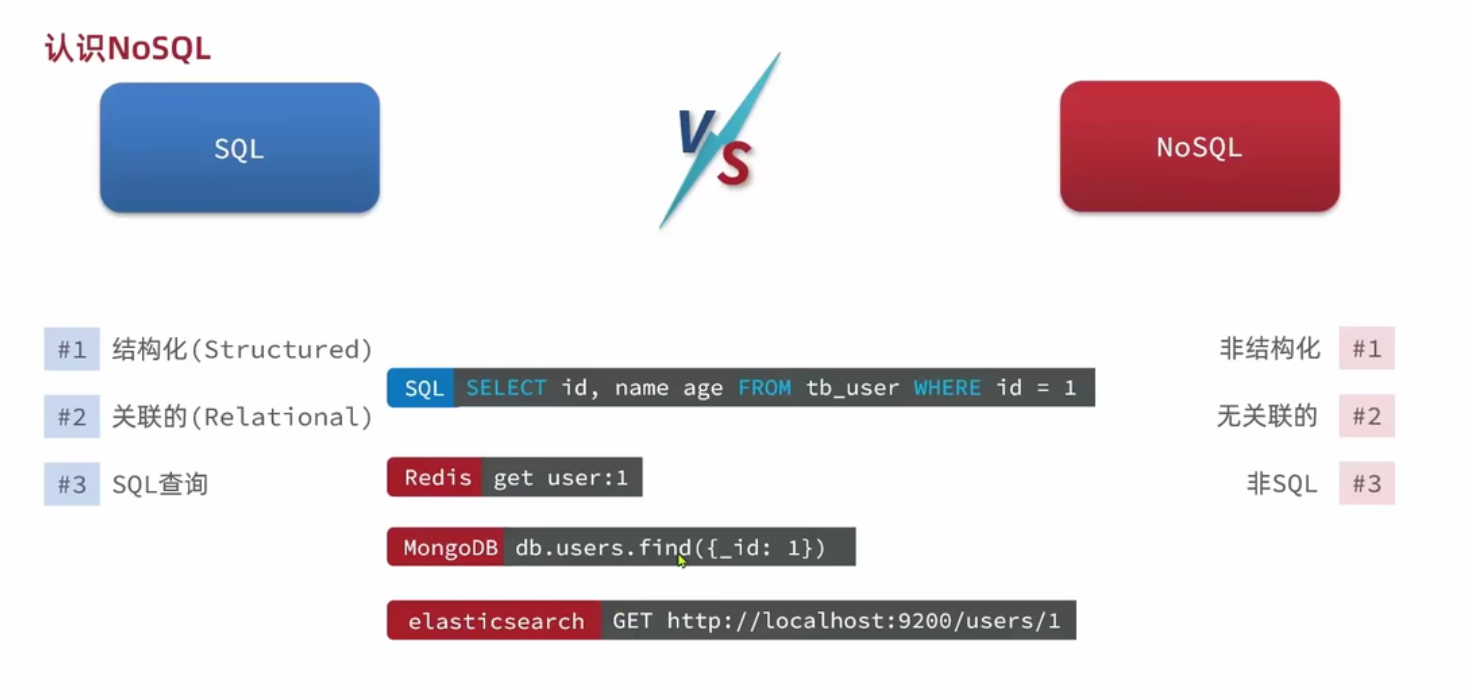 认识NoSQL
SQL
VS
NoSQL
#1 结构化(Structured)
#2 关联的(Relational)
#3 SQL查询
SQL SELECT id, name age FROM tb_user WHERE id = 1
Redis get user:1
MongoDB db.users.find({_id: 1})
elasticsearch GET http://localhost:9200/users/1
非结构化 #1
无关联的 #2
非SQL #3